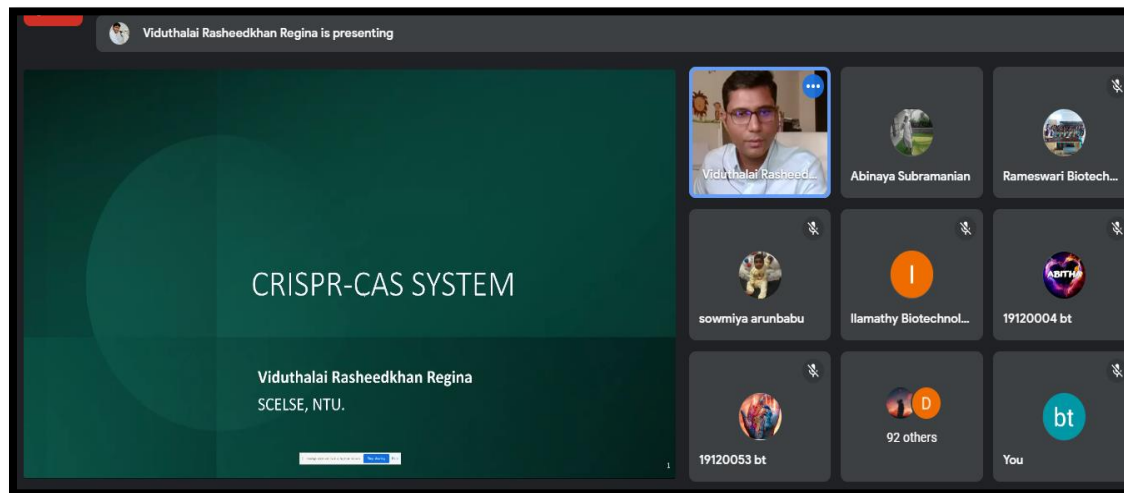 Viduthalai Rasheedkhan Regina is presenting
CRISPR-CAS SYSTEM
Viduthalai Rasheedkhan Regina
SCELSE, NTU.
1
Viduthalai Rasheed...
Abinaya Subramanian
Rameswari Biotech...
sowmiya arunbabu
I
Ilamathy Biotechnol...
ABITHA
19120004 bt
19120053 bt
D
92 others
bt
You